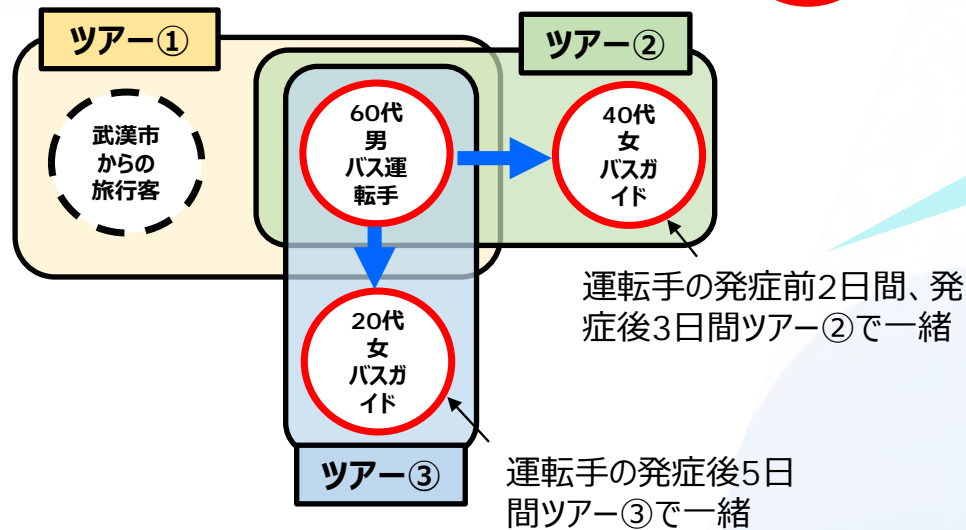 ツアー①
ツアー②
武漢市
からの
旅行客
60代
男
バス運
転手
40代
女
バスガ
イド
運転手の発症前2日間、発
症後3日間ツアー②で一緒
20代
女
バスガ
イド
ツアー③
運転手の発症後5日
間ツアー③で一緒